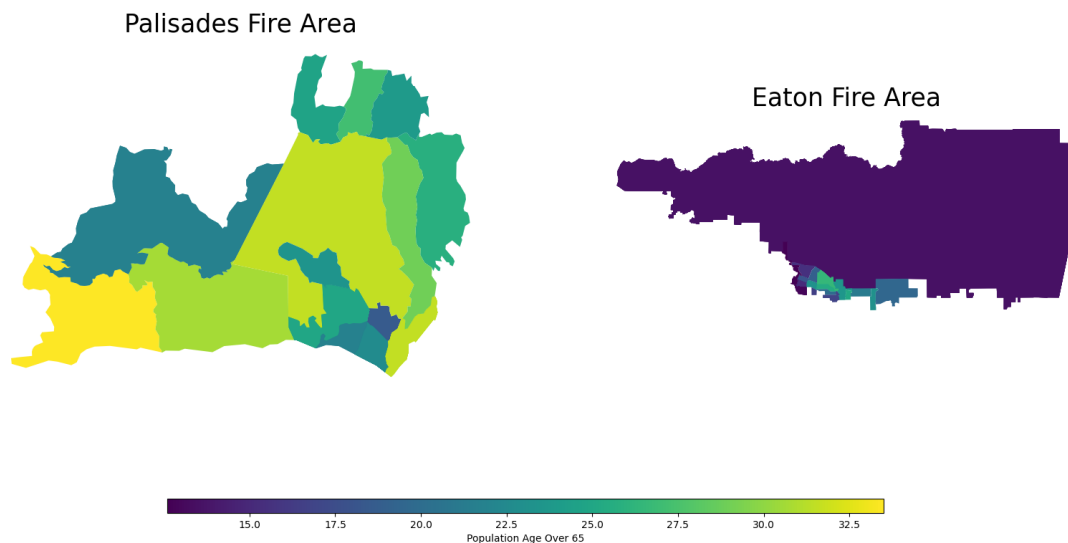 Palisades Fire Area
Eaton Fire Area
15.0 17.5 20.0 22.5 25.0 27.5 30.0 32.5
Population Age Over 65